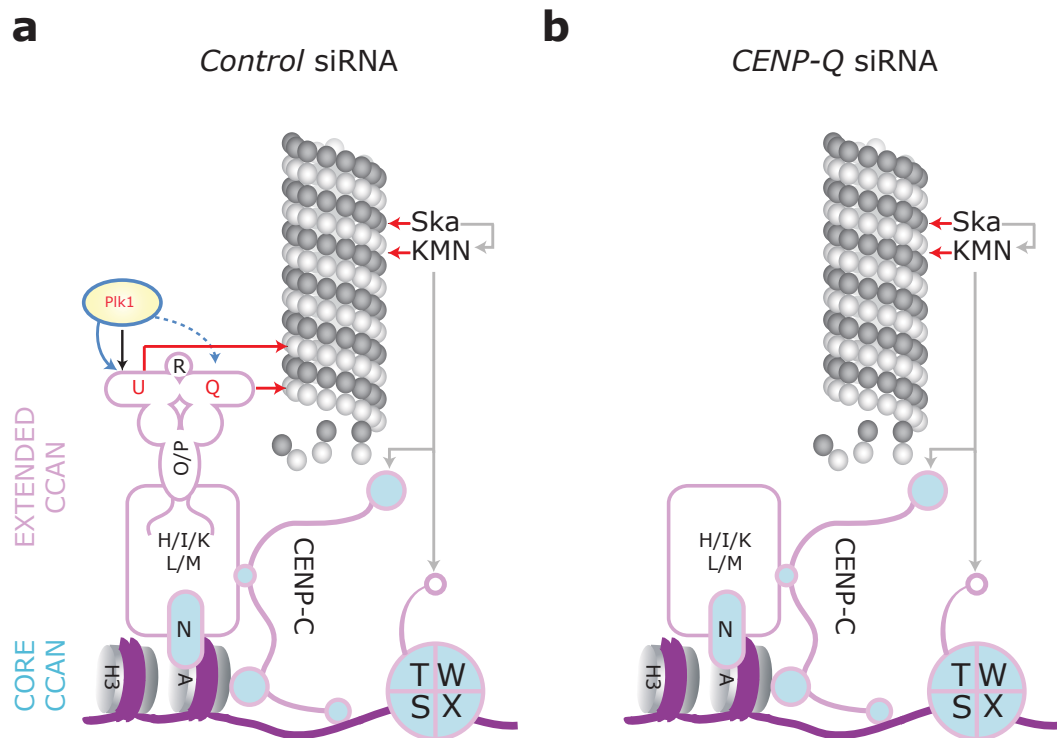 a
Control siRNA
Ska
KMN
Plk1
R
U
Q
O/P
EXTENDED
CCAN
H/I/K
L/M
CENP-C
N
CORE
CCAN
H3
A
T W
S X
b
CENP-Q siRNA
Ska
KMN
H/I/K
L/M
CENP-C
N
H3
A
T W
S X